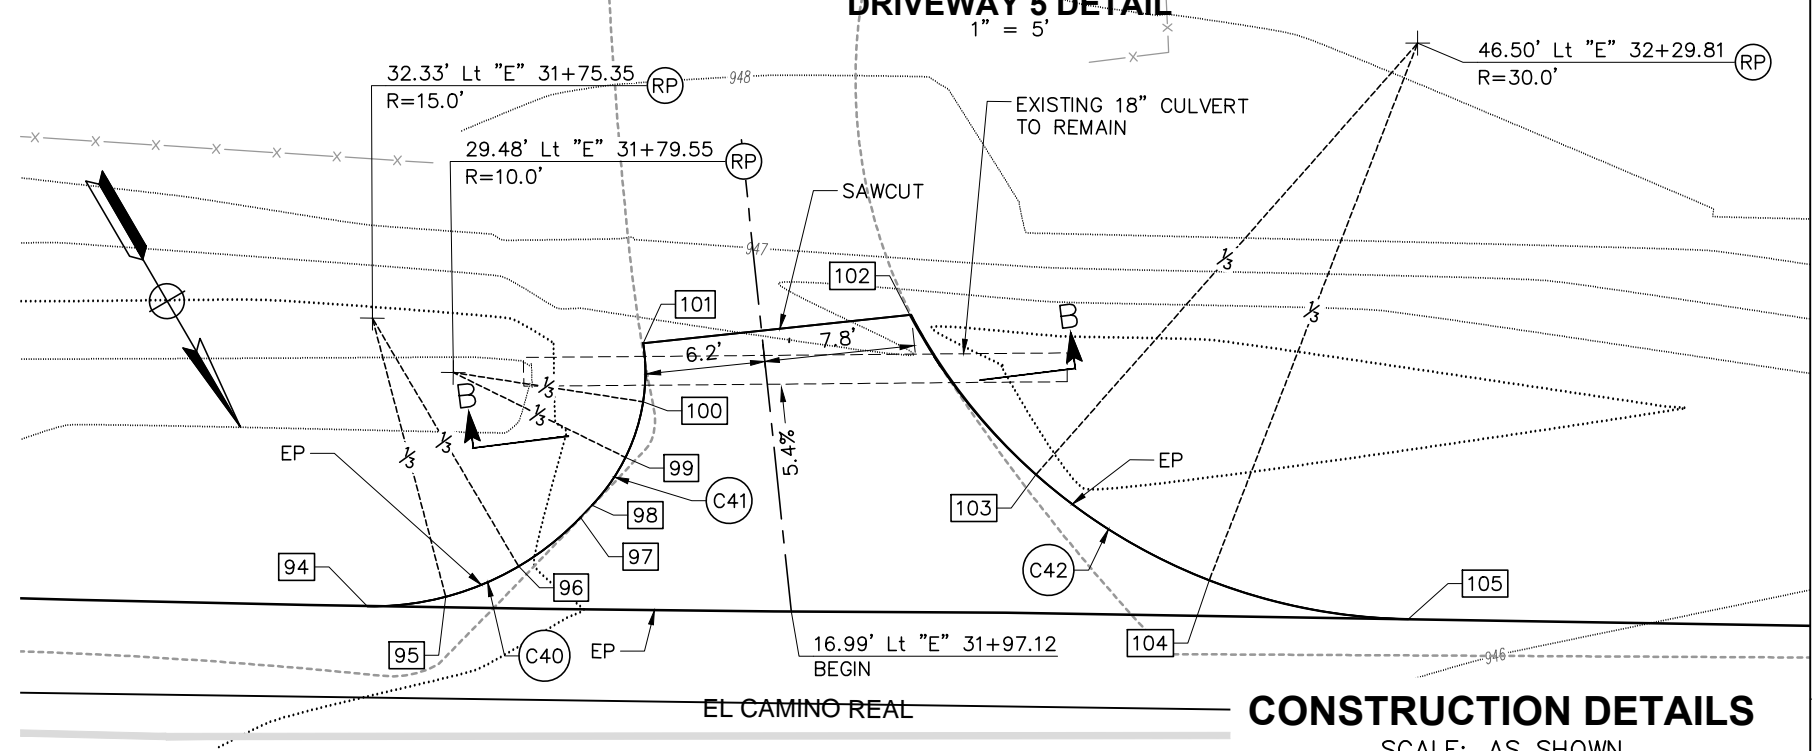 DRIVEWAY 5 DETAIL
1" = 5'
32.33' Lt "E" 31+75.35
RP
R=15.0'
948
46.50' Lt "E" 32+29.81
RP
R=30.0'
EXISTING 18" CULVERT
TO REMAIN
29.48' Lt "E" 31+79.55
RP
R=10.0'
SAWCUT
947
1/3
102
101
1/3
B
7.8'
6.2'
1/3
B
100
1/3
1/3
5.4%
EP
1/3
99
EP
C41
103
98
97
94
C42
96
105
95
C40
EP
16.99' Lt "E" 31+97.12
BEGIN
104
946
EL CAMINO REAL
CONSTRUCTION DETAILS
SCALE: AS SHOWN